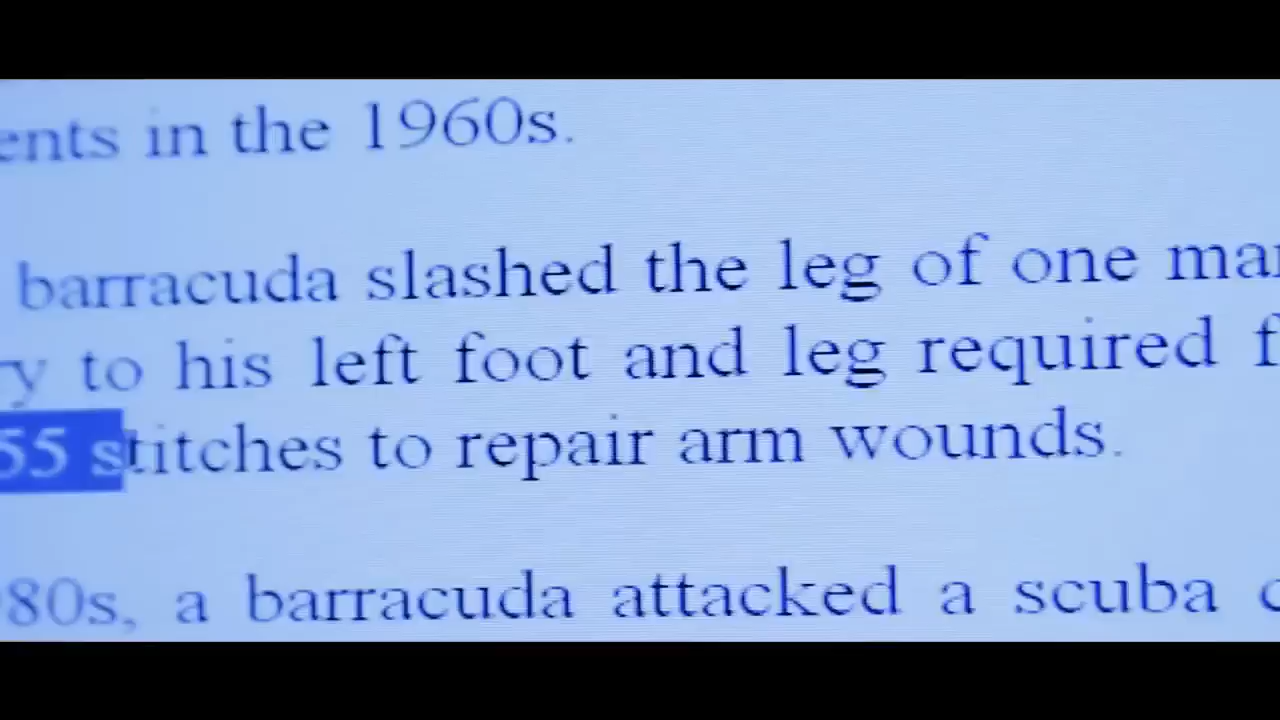 ents in the 1960s.
barracuda slashed the leg of one ma
y to his left foot and leg required f
55 stitches to repair arm wounds.
80s, a barracuda attacked a scuba